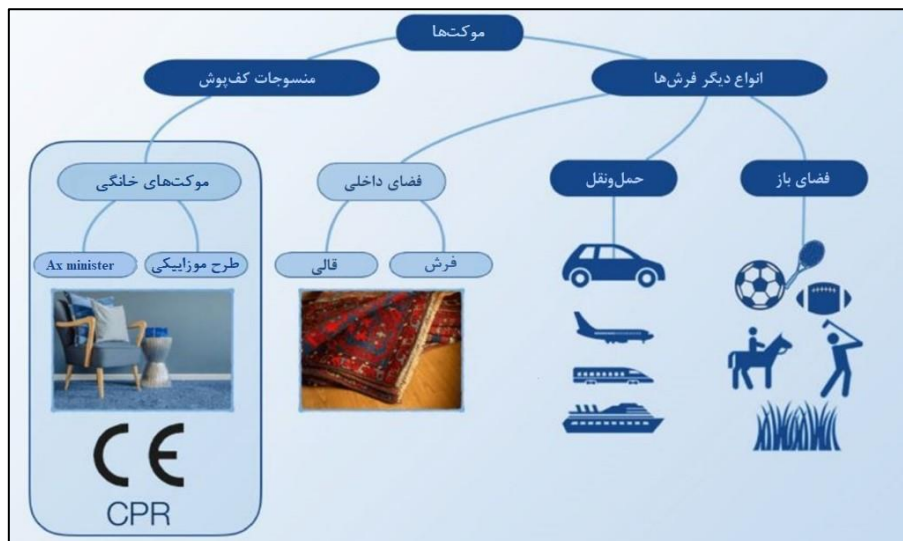 موکت‌ها
انواع دیگر فرش‌ها
منسوجات کف‌پوش
فضای باز
حمل‌ونقل
فضای داخلی
موکت‌های خانگی
فرش
قالی
طرح موزاییکی
Ax minister
CE
CPR